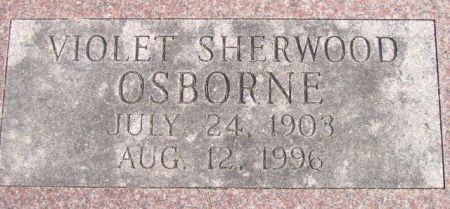 VIOLET SHERWOOD
OSBORNE
JULY 24, 1903
AUG. 12, 1996